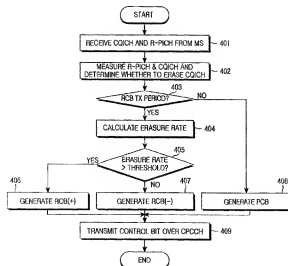 START
RECEIVE CQICH AND R-PICH FROM MS
401
MEASURE R-PICH & CQICH AND
DETERMINE WHETHER TO ERASE CQICH
402
403
RCB TX PERIOD?
NO
YES
CALCULATE ERASURE RATE
404
405
YES
ERASURE RATE
> THRESHOLD?
406
NO
407
408
GENERATE RCB(+)
GENERATE RCB(-)
GENERATE PCB
TRANSMIT CONTROL BIT OVER CPCCH
409
END